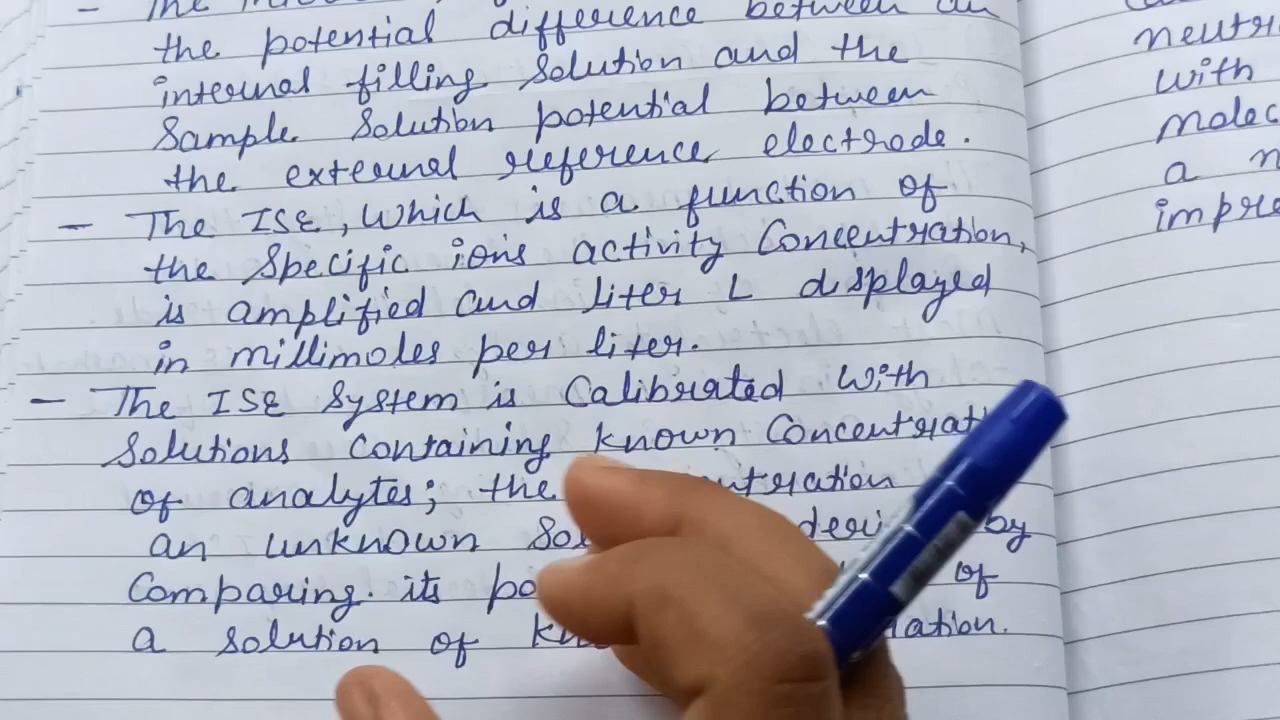 the potential difference between an
internal filling Solution and the
Sample Solution potential between
the external reference electrode.
- The ISE, Which is a function of
the Specific ion's activity Concentration,
is amplified and liter L displayed
in millimoles per liter.
- The ISE System is Calibrated with
Solutions Containing known
of analytes; the
an unknown by
Comparing its of
a solution of
neutr
with
molec
a
impre